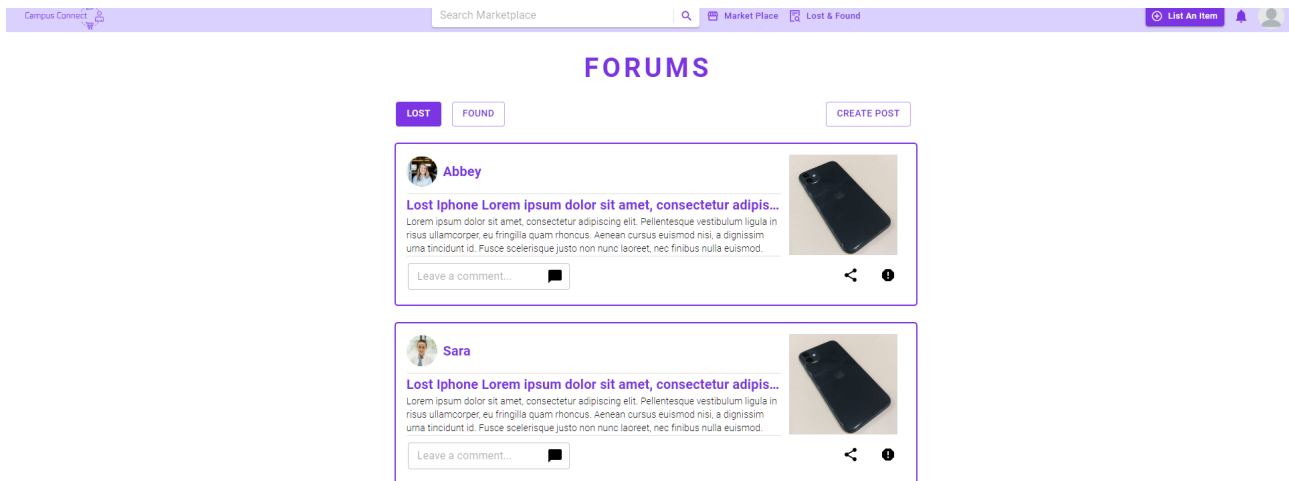 Campus Connect
Search Marketplace
Market Place
Lost & Found
List An Item
FORUMS
LOST
FOUND
CREATE POST
Abbey
Lost Iphone Lorem ipsum dolor sit amet, consectetur adipis...
Lorem ipsum dolor sit amet, consectetur adipiscing elit. Pellentesque vestibulum ligula in
risus ullamcorper, eu fringilla quam rhoncus. Aenean cursus euismod nisi, a dignissim
urna tincidunt id. Fusce scelerisque justo non nunc laoreet, nec finibus nulla euismod.
Leave a comment...
Sara
Lost Iphone Lorem ipsum dolor sit amet, consectetur adipis...
Lorem ipsum dolor sit amet, consectetur adipiscing elit. Pellentesque vestibulum ligula in
risus ullamcorper, eu fringilla quam rhoncus. Aenean cursus euismod nisi, a dignissim
urna tincidunt id. Fusce scelerisque justo non nunc laoreet, nec finibus nulla euismod.
Leave a comment...